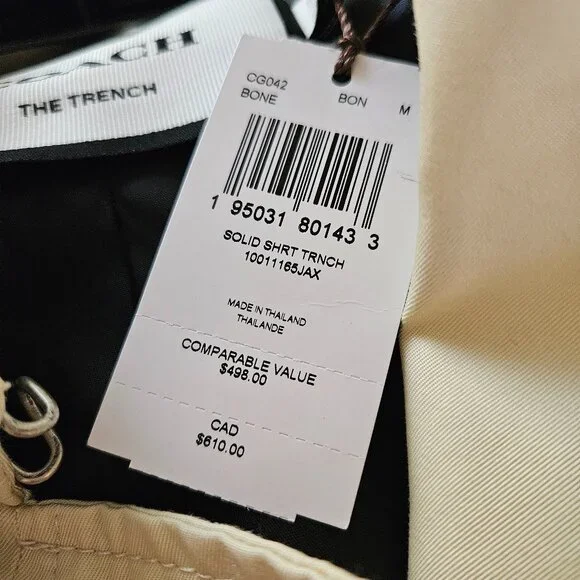 COACH
THE TRENCH
CG042
BONE BON M
1 95031 80143 3
SOLID SHRT TRNCH
10011165JAX
MADE IN THAILAND
THAILANDE
COMPARABLE VALUE
$498.00
CAD
$610.00